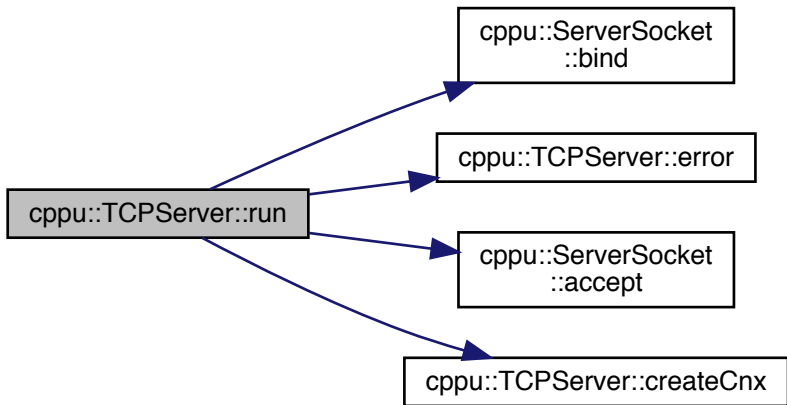 cppu::TCPServer::run
cppu::ServerSocket
::bind
cppu::TCPServer::error
cppu::ServerSocket
::accept
cppu::TCPServer::createCnx